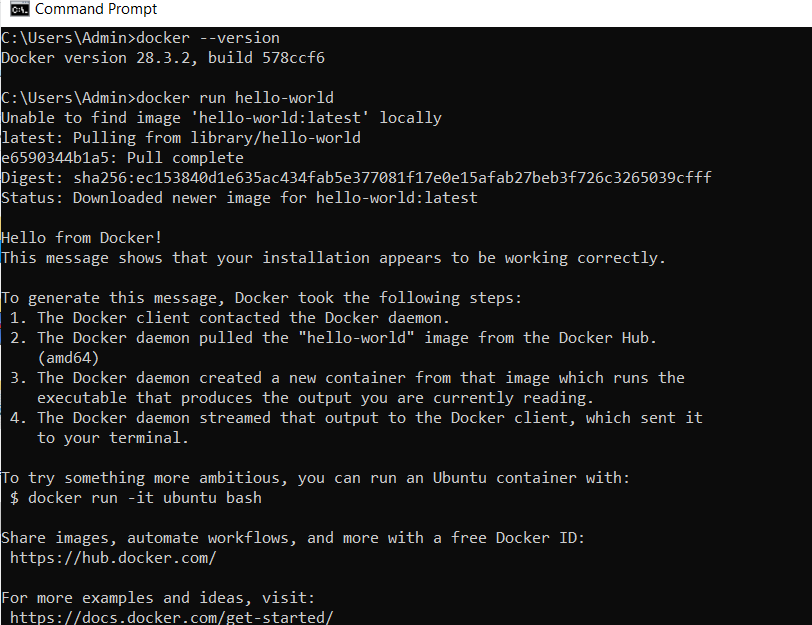 Command Prompt
C:\Users\Admin>docker --version
Docker version 28.3.2, build 578ccf6
C:\Users\Admin>docker run hello-world
Unable to find image 'hello-world:latest' locally
latest: Pulling from library/hello-world
e6590344b1a5: Pull complete
Digest: sha256:ec153840d1e635ac434fab5e377081f17e0e15afab27beb3f726c3265039cfff
Status: Downloaded newer image for hello-world:latest
Hello from Docker!
This message shows that your installation appears to be working correctly.
To generate this message, Docker took the following steps:
1. The Docker client contacted the Docker daemon.
2. The Docker daemon pulled the "hello-world" image from the Docker Hub.
(amd64)
3. The Docker daemon created a new container from that image which runs the
executable that produces the output you are currently reading.
4. The Docker daemon streamed that output to the Docker client, which sent it
to your terminal.
To try something more ambitious, you can run an Ubuntu container with:
$ docker run -it ubuntu bash
Share images, automate workflows, and more with a free Docker ID:
https://hub.docker.com/
For more examples and ideas, visit:
https://docs.docker.com/get-started/